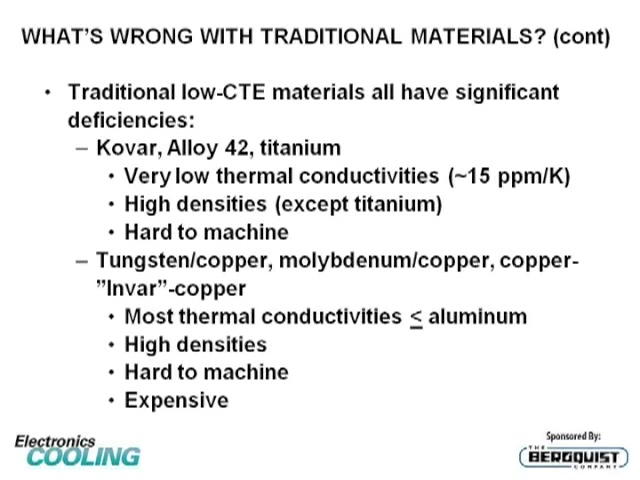 WHAT'S WRONG WITH TRADITIONAL MATERIALS? (cont)
• Traditional low-CTE materials all have significant
deficiencies:
– Kovar, Alloy 42, titanium
• Very low thermal conductivities (~15 ppm/K)
• High densities (except titanium)
• Hard to machine
– Tungsten/copper, molybdenum/copper, copper-
”Invar”-copper
• Most thermal conductivities ≤ aluminum
• High densities
• Hard to machine
• Expensive
Electronics
COOLING
Sponsored By:
THE
BERGQUIST
COMPANY